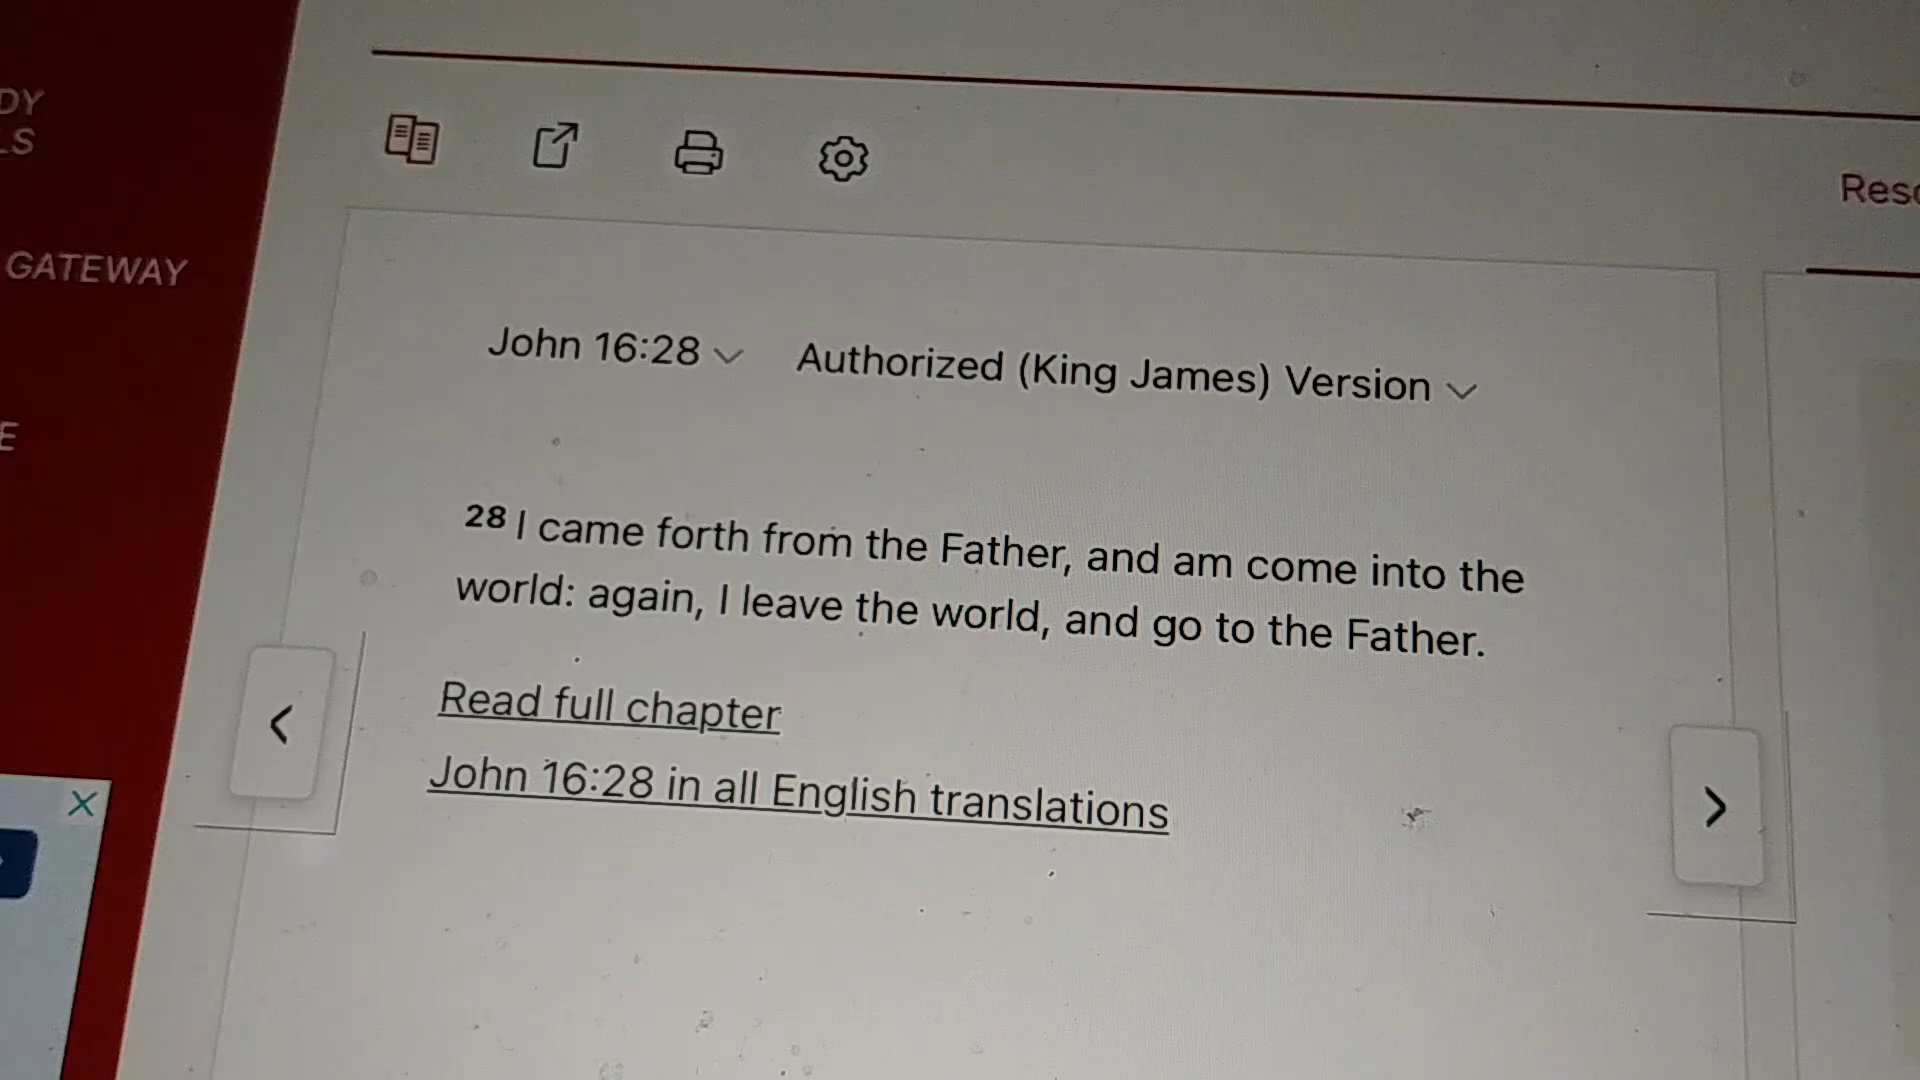 DY
LS
GATEWAY
E
Reso
John 16:28 Authorized (King James) Version
28 I came forth from the Father, and am come into the
world: again, I leave the world, and go to the Father.
Read full chapter
John 16:28 in all English translations